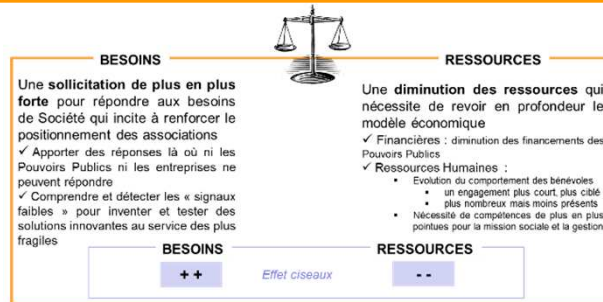 BESOINS
Une sollicitation de plus en plus
forte pour répondre aux besoins
de Société qui incite à renforcer le
positionnement des associations
✓ Apporter des réponses là où ni les
Pouvoirs Publics ni les entreprises ne
peuvent répondre
✓ Comprendre et détecter les « signaux
faibles » pour inventer et tester des
solutions innovantes au service des plus
fragiles
RESSOURCES
Une diminution des ressources qui
nécessite de revoir en profondeur le
modèle économique
✓ Financières : diminution des financements des
Pouvoirs Publics
✓ Ressources Humaines :
▪ Evolution du comportement des bénévoles
▪ un engagement plus court, plus ciblé
▪ plus nombreux mais moins présents
▪ Nécessité de compétences de plus en plus
pointues pour la mission sociale et la gestion
BESOINS
++
Effet ciseaux
RESSOURCES
--